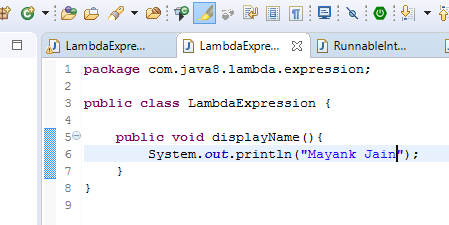 LambdaExpre...
LambdaExpre...
RunnableInt...
1 package com.java8.lambda.expression;
2
3 public class LambdaExpression {
4
5 public void displayName(){
6 System.out.println("Mayank Jain");
7 }
8 }
9